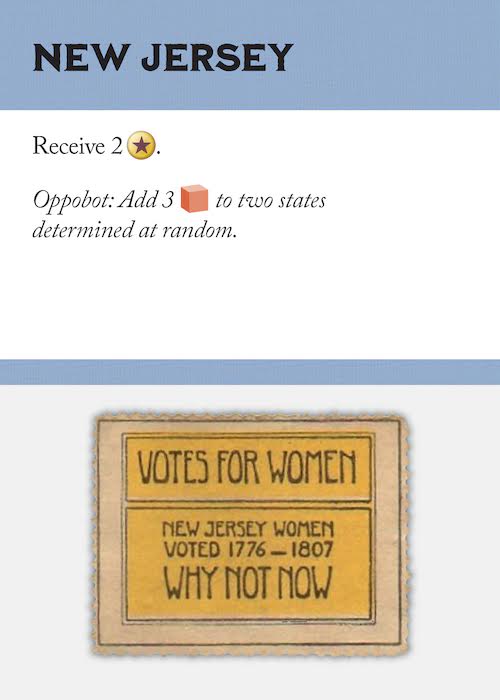 NEW JERSEY
Receive 2 .
Oppobot: Add 3 to two states
determined at random.
VOTES FOR WOMEN
NEW JERSEY WOMEN
VOTED 1776–1807
WHY NOT NOW